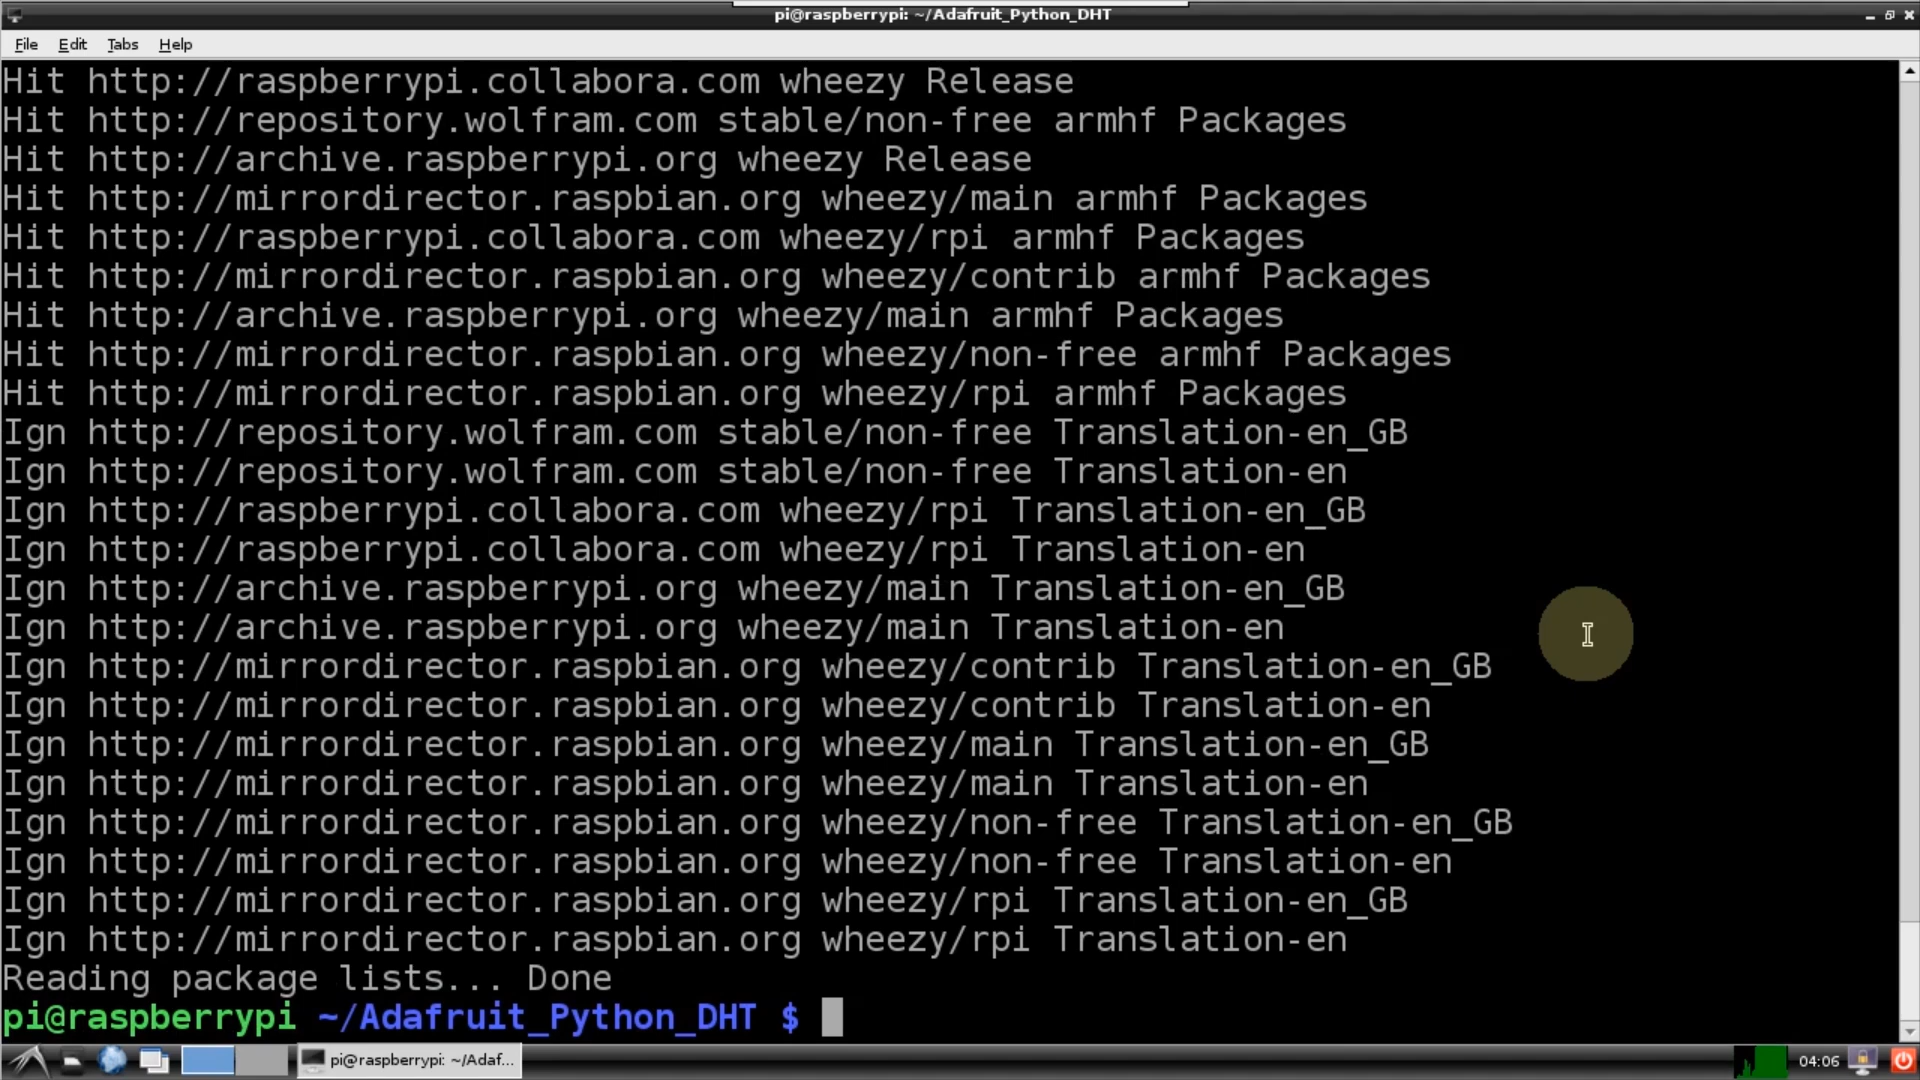 pi@raspberrypi: ~/Adafruit_Python_DHT
File Edit Tabs Help
Hit http://raspberrypi.collabora.com wheezy Release
Hit http://repository.wolfram.com stable/non-free armhf Packages
Hit http://archive.raspberrypi.org wheezy Release
Hit http://mirrordirector.raspbian.org wheezy/main armhf Packages
Hit http://raspberrypi.collabora.com wheezy/rpi armhf Packages
Hit http://mirrordirector.raspbian.org wheezy/contrib armhf Packages
Hit http://archive.raspberrypi.org wheezy/main armhf Packages
Hit http://mirrordirector.raspbian.org wheezy/non-free armhf Packages
Hit http://mirrordirector.raspbian.org wheezy/rpi armhf Packages
Ign http://repository.wolfram.com stable/non-free Translation-en_GB
Ign http://repository.wolfram.com stable/non-free Translation-en
Ign http://raspberrypi.collabora.com wheezy/rpi Translation-en_GB
Ign http://raspberrypi.collabora.com wheezy/rpi Translation-en
Ign http://archive.raspberrypi.org wheezy/main Translation-en_GB
Ign http://archive.raspberrypi.org wheezy/main Translation-en
Ign http://mirrordirector.raspbian.org wheezy/contrib Translation-en_GB
Ign http://mirrordirector.raspbian.org wheezy/contrib Translation-en
Ign http://mirrordirector.raspbian.org wheezy/main Translation-en_GB
Ign http://mirrordirector.raspbian.org wheezy/main Translation-en
Ign http://mirrordirector.raspbian.org wheezy/non-free Translation-en_GB
Ign http://mirrordirector.raspbian.org wheezy/non-free Translation-en
Ign http://mirrordirector.raspbian.org wheezy/rpi Translation-en_GB
Ign http://mirrordirector.raspbian.org wheezy/rpi Translation-en
Reading package lists... Done
pi@raspberrypi ~/Adafruit_Python_DHT $
pi@raspberrypi: ~/Adaf... 04:06